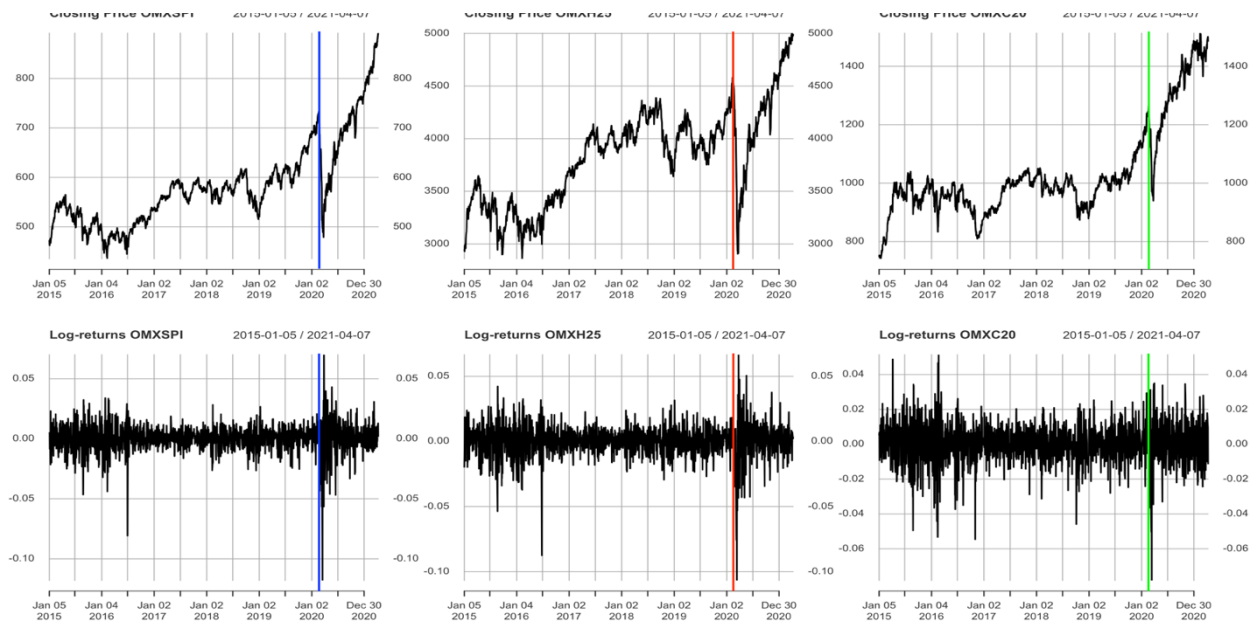 Closing Price OMXSPI 2015-01-05 / 2021-04-07
Closing Price OMXH25 2015-01-05 / 2021-04-07
Closing Price OMXC20 2015-01-05 / 2021-04-07
800 800
700 700
600 600
500 500
Jan 05 Jan 04 Jan 02 Jan 02 Jan 02 Jan 02 Dec 30
2015 2016 2017 2018 2019 2020 2020
5000 5000
4500 4500
4000 4000
3500 3500
3000 3000
Jan 05 Jan 04 Jan 02 Jan 02 Jan 02 Jan 02 Dec 30
2015 2016 2017 2018 2019 2020 2020
1400 1400
1200 1200
1000 1000
800 800
Jan 05 Jan 04 Jan 02 Jan 02 Jan 02 Jan 02 Dec 30
2015 2016 2017 2018 2019 2020 2020
Log-returns OMXSPI 2015-01-05 / 2021-04-07
0.05 0.05
0.00 0.00
-0.05 -0.05
-0.10 -0.10
Jan 05 Jan 04 Jan 02 Jan 02 Jan 02 Jan 02 Dec 30
2015 2016 2017 2018 2019 2020 2020
Log-returns OMXH25 2015-01-05 / 2021-04-07
0.05 0.05
0.00 0.00
-0.05 -0.05
-0.10 -0.10
Jan 05 Jan 04 Jan 02 Jan 02 Jan 02 Jan 02 Dec 30
2015 2016 2017 2018 2019 2020 2020
Log-returns OMXC20 2015-01-05 / 2021-04-07
0.04 0.04
0.02 0.02
0.00 0.00
-0.02 -0.02
-0.04 -0.04
-0.06 -0.06
Jan 05 Jan 04 Jan 02 Jan 02 Jan 02 Jan 02 Dec 30
2015 2016 2017 2018 2019 2020 2020